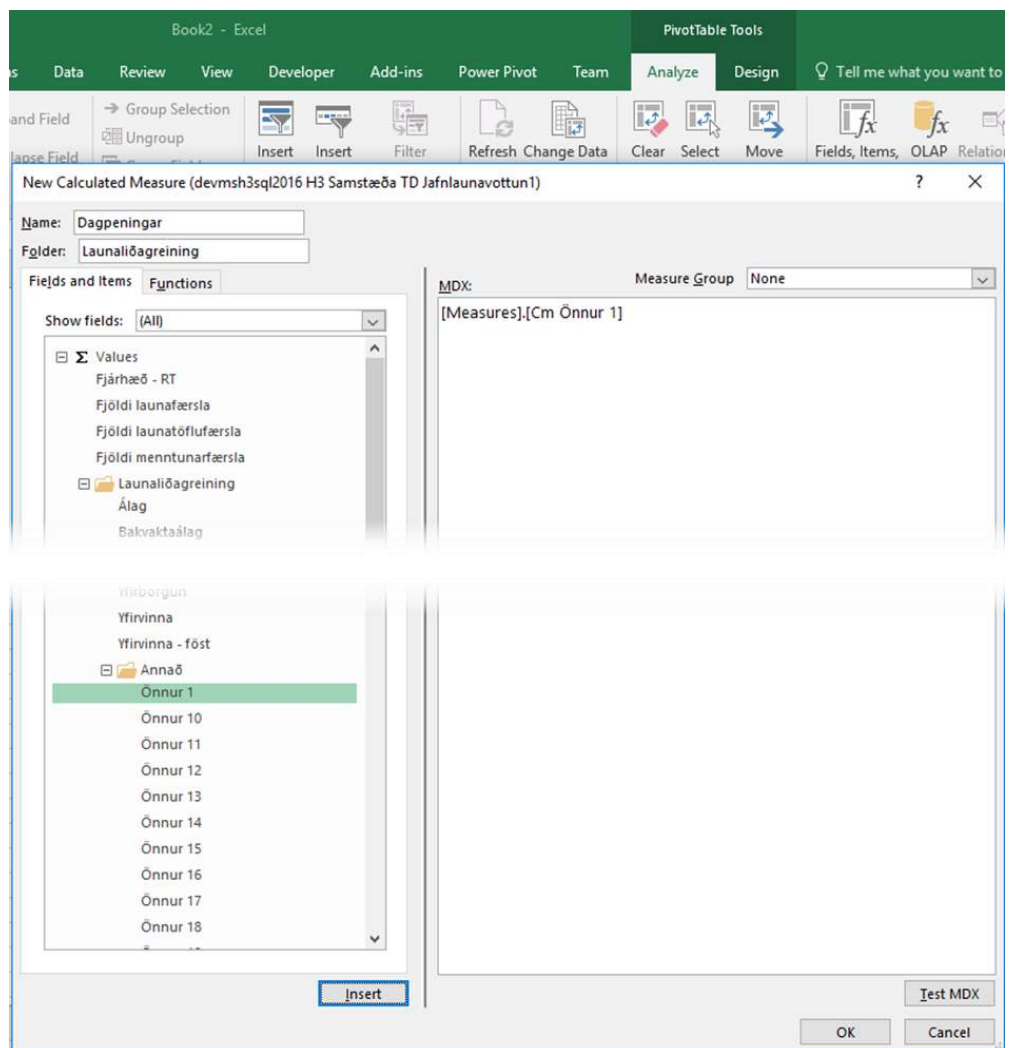 Book2 - Excel
PivotTable Tools
Data Review View Developer Add-ins Power Pivot Team Analyze Design Tell me what you want to
Group Selection
Field
Ungroup
Field
Insert Insert Filter Refresh Change Data Clear Select Move Fields, Items, OLAP
New Calculated Measure (devmsh3sql2016 H3 Samstæða TD Jafnlaunavottun1) ? X
Name: Dagpeningar
Folder: Launaliðagreining
Fields and Items Functions
MDX: Measure Group None
Show fields: (All)
[Measures].[Cm Önnur 1]
Σ Values
Fjárhæð - RT
Fjöldi launafærsla
Fjöldi launatöflufærsla
Fjöldi menntunarfærsla
Launaliðagreining
Álag
Bakvaktaálag
Yfirborgun
Yfirvinna
Yfirvinna - föst
Annað
Önnur 1
Önnur 10
Önnur 11
Önnur 12
Önnur 13
Önnur 14
Önnur 15
Önnur 16
Önnur 17
Önnur 18
Insert
Test MDX
OK Cancel